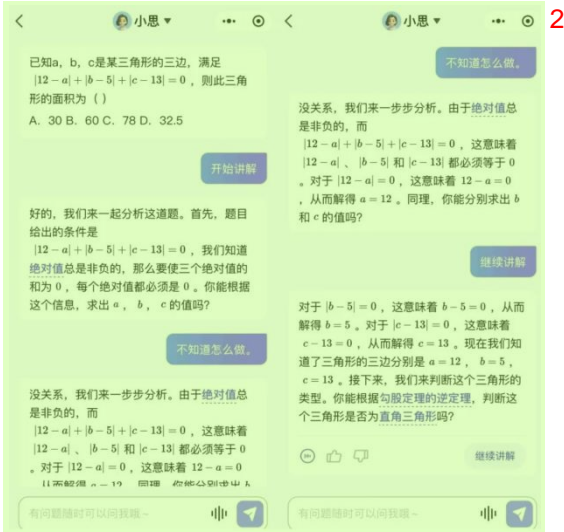 小思
已知a，b，c是某三角形的三边，满足
|12 − a| + |b − 5| + |c − 13| = 0 ，则此三角
形的面积为（ ）
A．30 B．60 C．78 D．32.5
开始讲解
好的，我们来一起分析这道题。首先，题目
给出的条件是
|12 − a| + |b − 5| + |c − 13| = 0 ，我们知道
绝对值总是非负的，那么要使三个绝对值的
和为 0 ，每个绝对值都必须是 0 。你能根据
这个信息，求出 a ， b ， c 的值吗？
不知道怎么做。
没关系，我们来一步步分析。由于绝对值总
是非负的，而
|12 − a| + |b − 5| + |c − 13| = 0 ，这意味着
|12 − a| 、 |b − 5| 和 |c − 13| 都必须等于 0
。对于 |12 − a| = 0 ，这意味着 12 − a = 0
，从而解得 a = 12 。同理，你能分别求出 b
有问题随时可以问我哦~
小思
2
不知道怎么做。
没关系，我们来一步步分析。由于绝对值总
是非负的，而
|12 − a| + |b − 5| + |c − 13| = 0 ，这意味着
|12 − a| 、 |b − 5| 和 |c − 13| 都必须等于 0
。对于 |12 − a| = 0 ，这意味着 12 − a = 0
，从而解得 a = 12 。同理，你能分别求出 b
和 c 的值吗？
继续讲解
对于 |b − 5| = 0 ，这意味着 b − 5 = 0 ，从而
解得 b = 5 。对于 |c − 13| = 0 ，这意味着
c − 13 = 0 ，从而解得 c = 13 。现在我们知
道了三角形的三边分别是 a = 12 ， b = 5 ，
c = 13 。接下来，我们来判断这个三角形的
类型。你能根据勾股定理的逆定理，判断这
个三角形是否为直角三角形吗？
继续讲解
有问题随时可以问我哦~